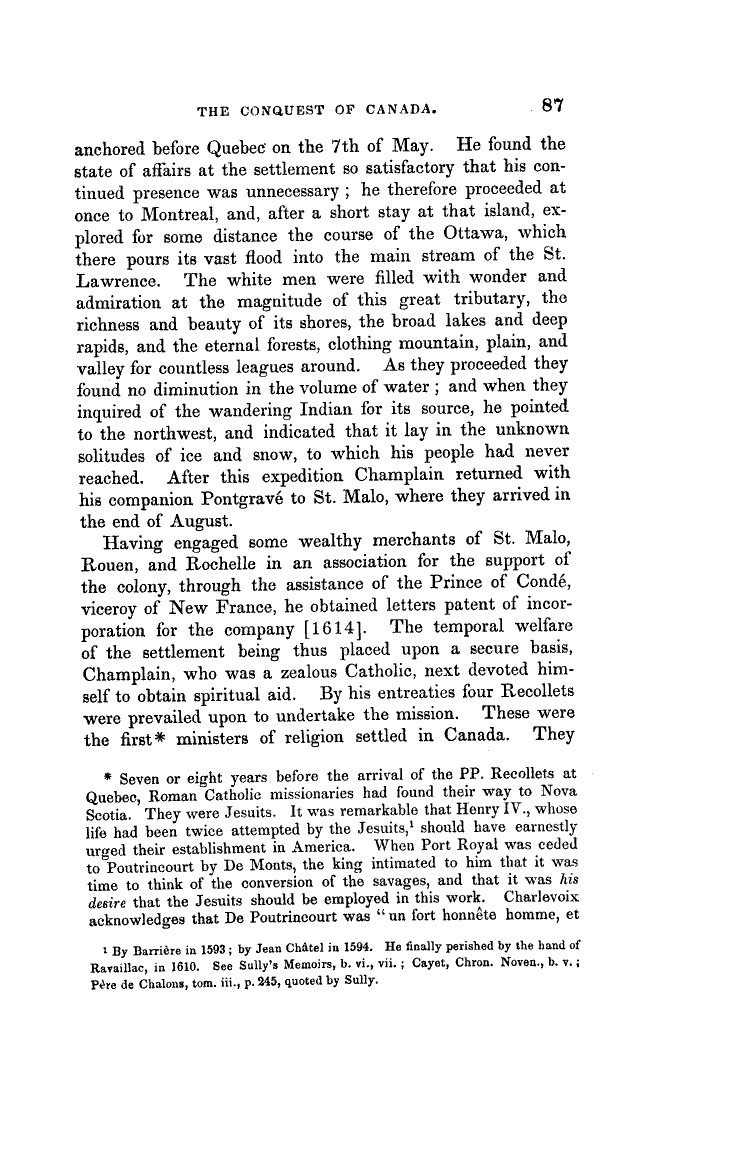 THE CONQUEST OF CANADA. 87
anchored before Quebec on the 7th of May. He found the
state of affairs at the settlement so satisfactory that his con-
tinued presence was unnecessary ; he therefore proceeded at
once to Montreal, and, after a short stay at that island, ex-
plored for some distance the course of the Ottawa, which
there pours its vast flood into the main stream of the St.
Lawrence. The white men were filled with wonder and
admiration at the magnitude of this great tributary, the
richness and beauty of its shores, the broad lakes and deep
rapids, and the eternal forests, clothing mountain, plain, and
valley for countless leagues around. As they proceeded they
found no diminution in the volume of water ; and when they
inquired of the wandering Indian for its source, he pointed
to the northwest, and indicated that it lay in the unknown
solitudes of ice and snow, to which his people had never
reached. After this expedition Champlain returned with
his companion Pontgravé to St. Malo, where they arrived in
the end of August.
Having engaged some wealthy merchants of St. Malo,
Rouen, and Rochelle in an association for the support of
the colony, through the assistance of the Prince of Condé,
viceroy of New France, he obtained letters patent of incor-
poration for the company [1614]. The temporal welfare
of the settlement being thus placed upon a secure basis,
Champlain, who was a zealous Catholic, next devoted him-
self to obtain spiritual aid. By his entreaties four Recollets
were prevailed upon to undertake the mission. These were
the first* ministers of religion settled in Canada. They
* Seven or eight years before the arrival of the PP. Recollets at
Quebec, Roman Catholic missionaries had found their way to Nova
Scotia. They were Jesuits. It was remarkable that Henry IV., whose
life had been twice attempted by the Jesuits,¹ should have earnestly
urged their establishment in America. When Port Royal was ceded
to Poutrincourt by De Monts, the king intimated to him that it was
time to think of the conversion of the savages, and that it was his
desire that the Jesuits should be employed in this work. Charlevoix
acknowledges that De Poutrincourt was "un fort honnête homme, et
¹ By Barrière in 1593 ; by Jean Châtel in 1594. He finally perished by the hand of
Ravaillac, in 1610. See Sully's Memoirs, b. vi., vii. ; Cayet, Chron. Noven., b. v. ;
Père de Chalons, tom. iii., p. 245, quoted by Sully.